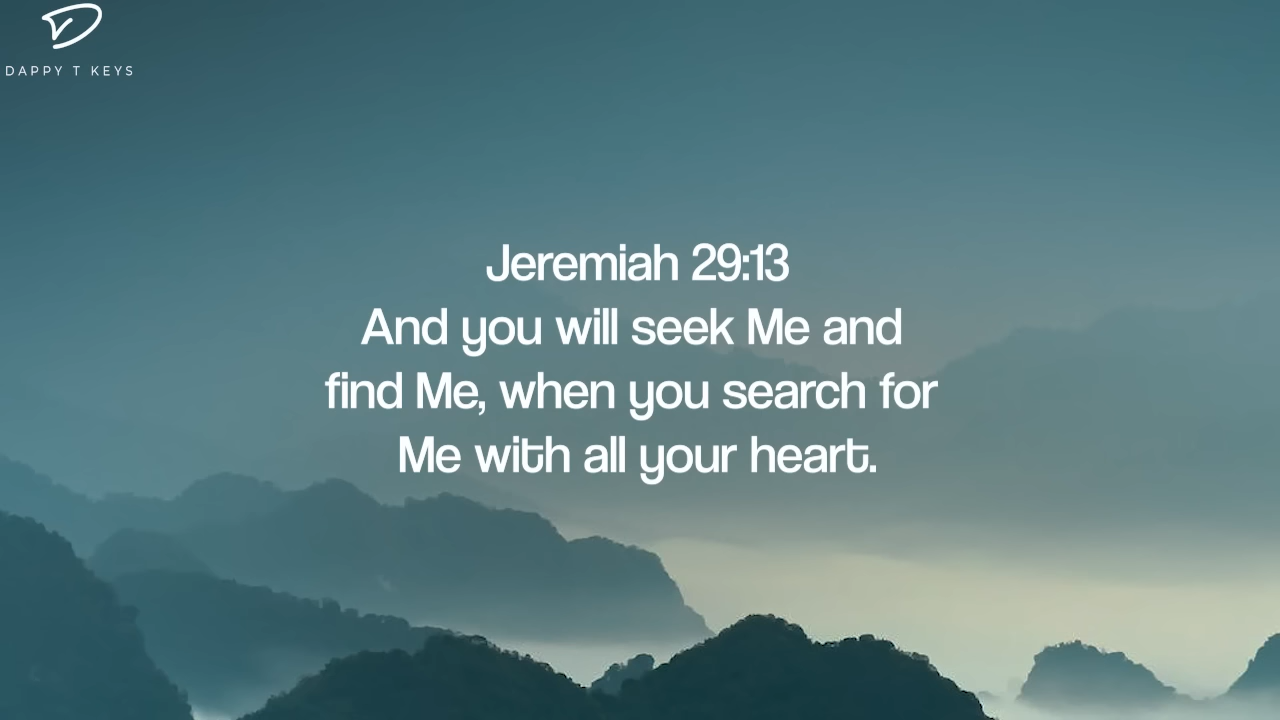 DAPPY T KEYS
Jeremiah 29:13
And you will seek Me and
find Me, when you search for
Me with all your heart.